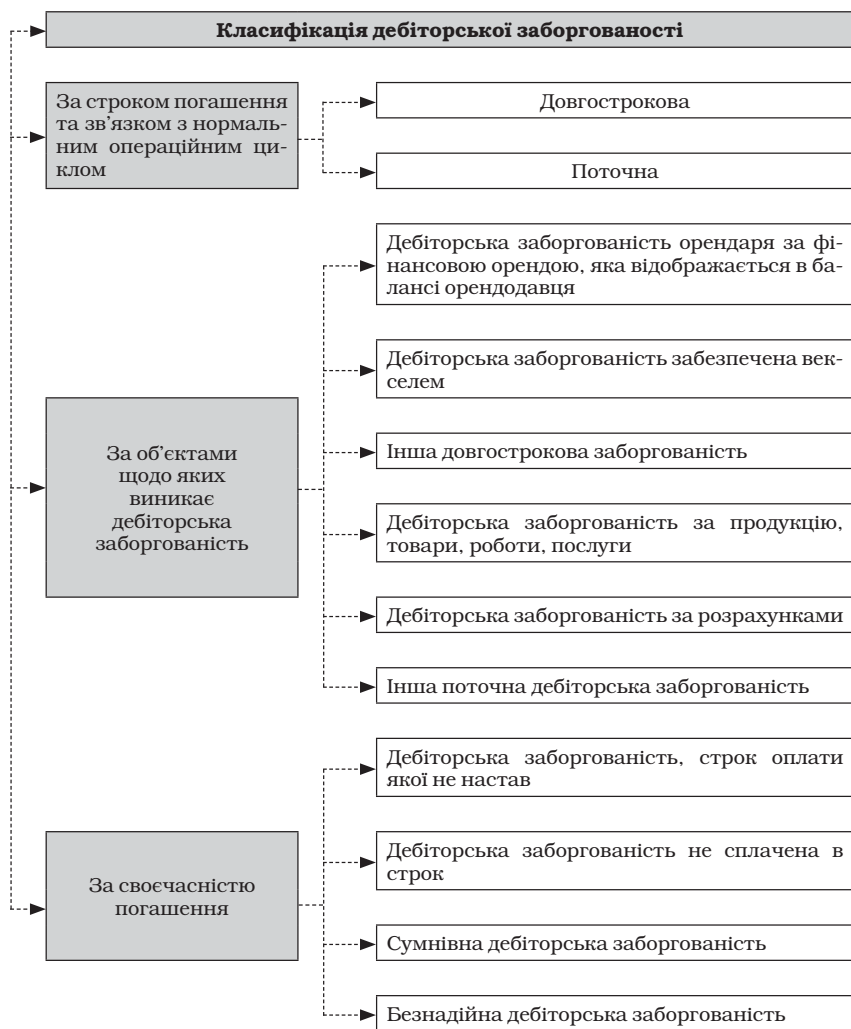 Класифікація дебіторської заборгованості
За строком погашення
та зв’язком з нормаль-
ним операційним ци-
клом
Довгострокова
Поточна
За об’єктами
щодо яких
виникає
дебіторська
заборгованість
Дебіторська заборгованість орендаря за фі-
нансовою орендою, яка відображається в ба-
лансі орендодавця
Дебіторська заборгованість забезпечена век-
селем
Інша довгострокова заборгованість
Дебіторська заборгованість за продукцію,
товари, роботи, послуги
Дебіторська заборгованість за розрахунками
Інша поточна дебіторська заборгованість
За своєчасністю
погашення
Дебіторська заборгованість, строк оплати
якої не настав
Дебіторська заборгованість не сплачена в
строк
Сумнівна дебіторська заборгованість
Безнадійна дебіторська заборгованість